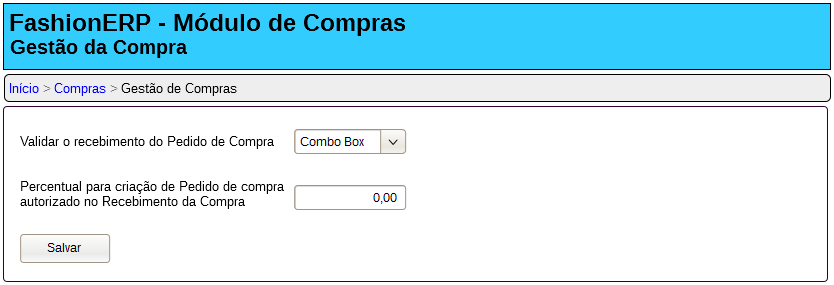 FashionERP - Módulo de Compras
Gestão da Compra
Início > Compras > Gestão de Compras
Validar o recebimento do Pedido de Compra Combo Box
Percentual para criação de Pedido de compra
autorizado no Recebimento da Compra 0,00
Salvar